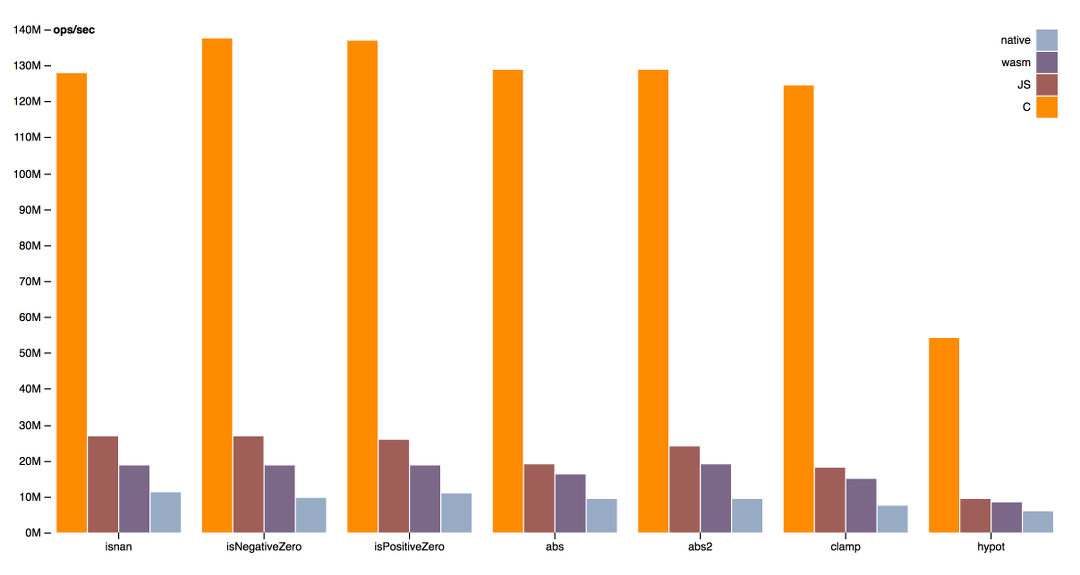 140M ops/sec
130M
120M
110M
100M
90M
80M
70M
60M
50M
40M
30M
20M
10M
0M
native
wasm
JS
C
isnan isNegativeZero isPositiveZero abs abs2 clamp hypot